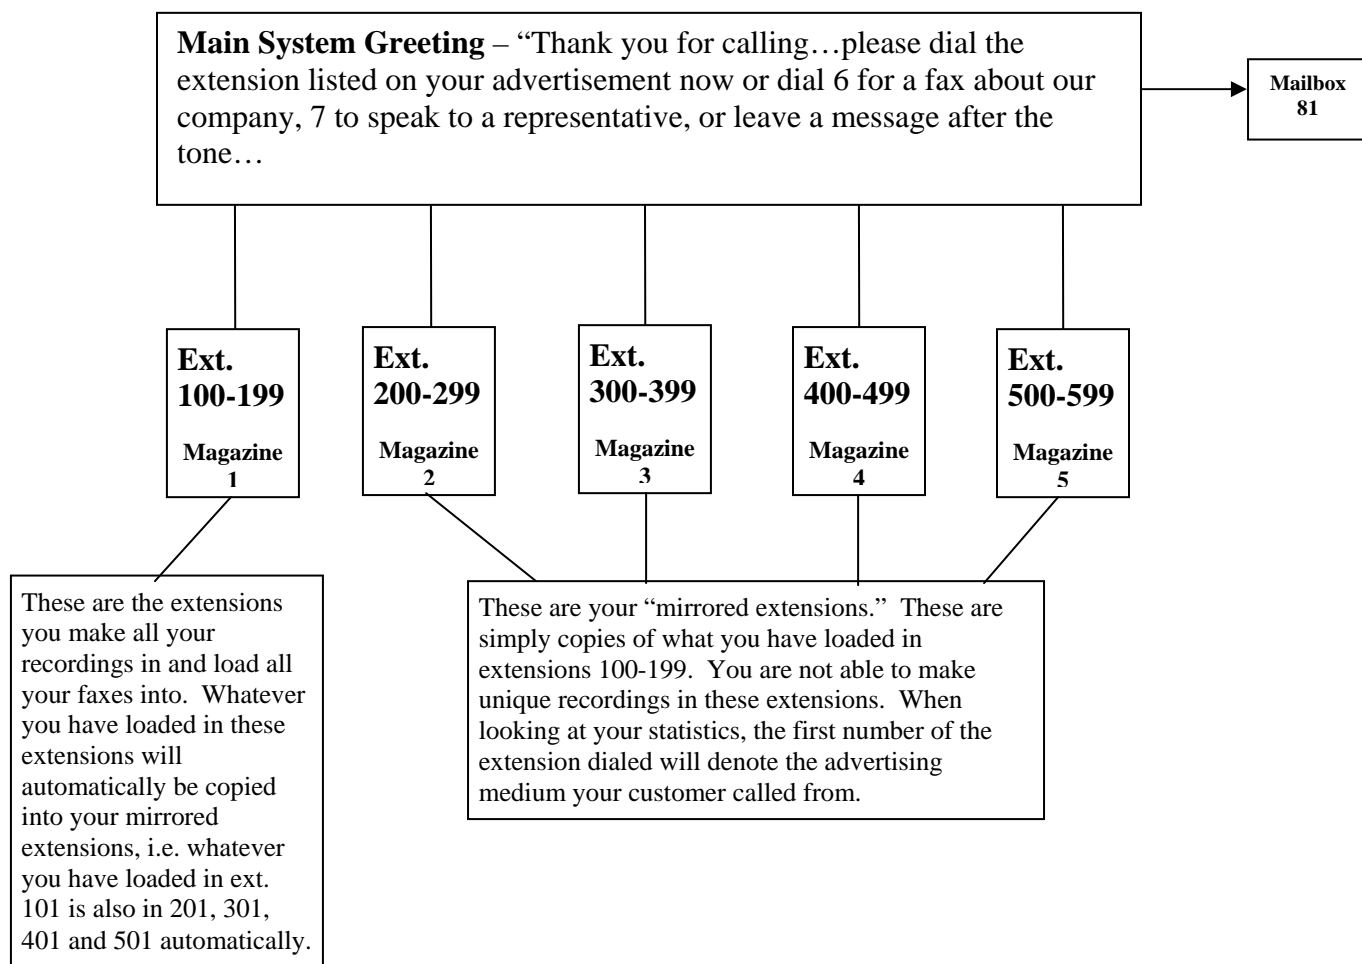 Main System Greeting – “Thank you for calling…please dial the
extension listed on your advertisement now or dial 6 for a fax about our
company, 7 to speak to a representative, or leave a message after the
tone…
Mailbox
81
Ext.
100-199
Magazine
1
Ext.
200-299
Magazine
2
Ext.
300-399
Magazine
3
Ext.
400-499
Magazine
4
Ext.
500-599
Magazine
5
These are the extensions
you make all your
recordings in and load all
your faxes into.  Whatever
you have loaded in these
extensions will
automatically be copied
into your mirrored
extensions, i.e. whatever
you have loaded in ext.
101 is also in 201, 301,
401 and 501 automatically.
These are your “mirrored extensions.”  These are
simply copies of what you have loaded in
extensions 100-199.  You are not able to make
unique recordings in these extensions.  When
looking at your statistics, the first number of the
extension dialed will denote the advertising
medium your customer called from.